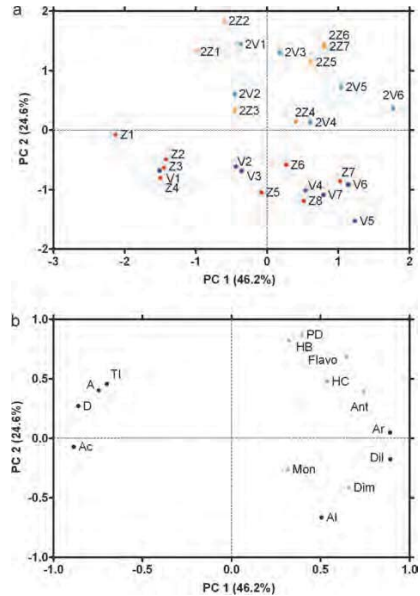 a
2
1
0
-1
-2
PC 2 (24.6%)
2Z2
2Z1
2V1
2V3
2Z6
2Z7
2Z5
2V5
2V6
2V2
2Z3
2Z4
2V4
Z1
Z2
Z3
V1
Z4
V2
V3
Z5
Z6
V4
Z8
V7
Z7
V6
V5
-3
-2
-1
0
1
2
PC 1 (46.2%)
b
1.0
0.5
0.0
-0.5
-1.0
PC 2 (24.6%)
PD
HB
Flavo
HC
Ant
A
D
Ac
Ar
Dil
Mon
Dim
-1.0
-0.5
0.0
0.5
1.0
PC 1 (46.2%)